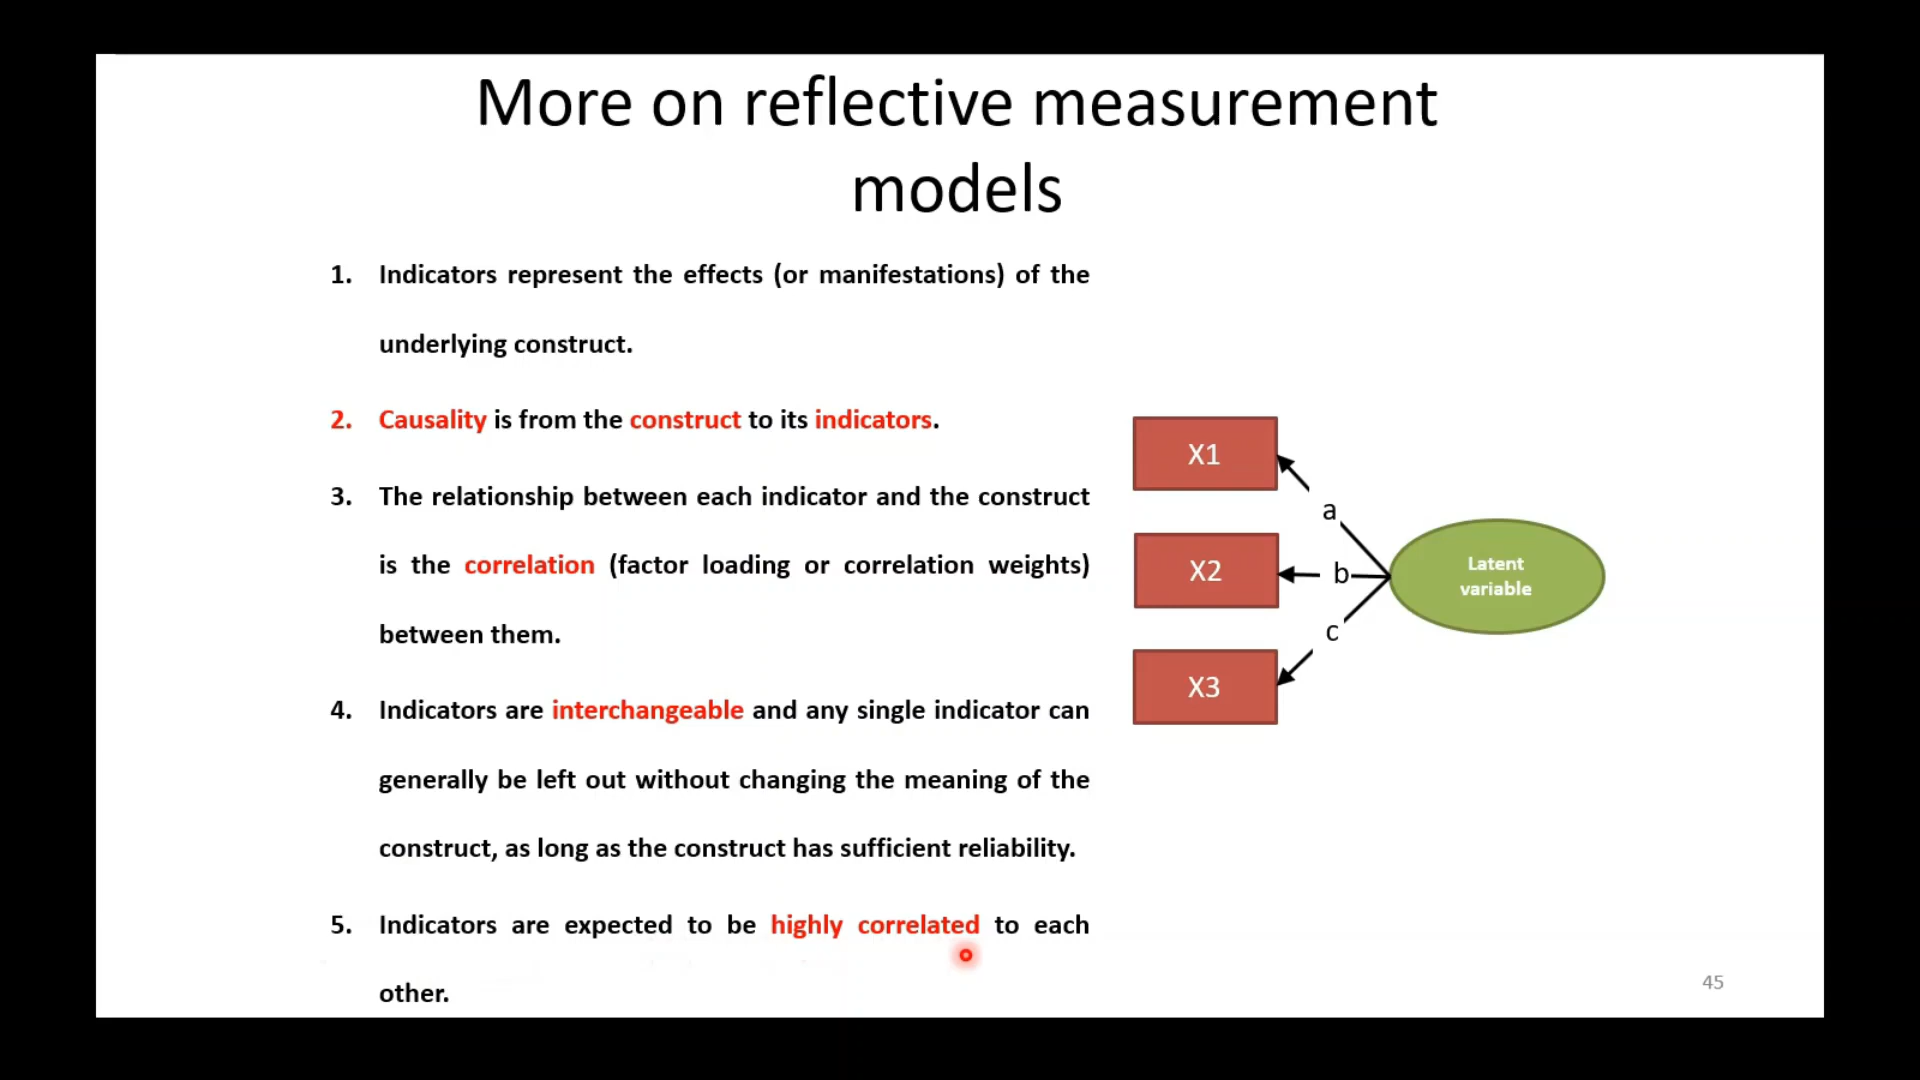 More on reflective measurement
models
1. Indicators represent the effects (or manifestations) of the
underlying construct.
2. Causality is from the construct to its indicators.
3. The relationship between each indicator and the construct
is the correlation (factor loading or correlation weights)
between them.
4. Indicators are interchangeable and any single indicator can
generally be left out without changing the meaning of the
construct, as long as the construct has sufficient reliability.
5. Indicators are expected to be highly correlated to each
other.
X1
a
X2
b
Latent
variable
c
X3
45